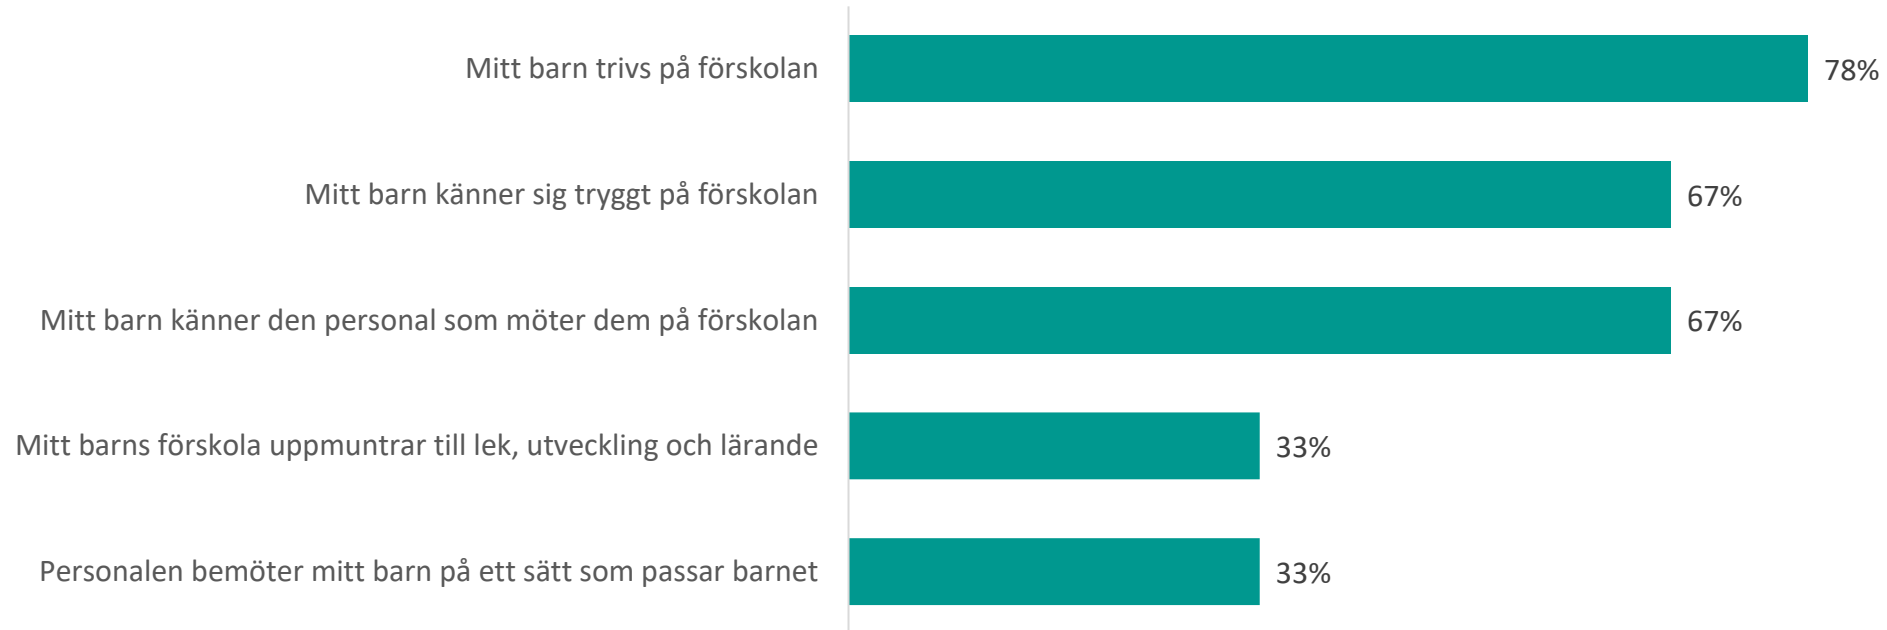 Mitt barn trivs på förskolan 78%
Mitt barn känner sig tryggt på förskolan 67%
Mitt barn känner den personal som möter dem på förskolan 67%
Mitt barns förskola uppmuntrar till lek, utveckling och lärande 33%
Personalen bemöter mitt barn på ett sätt som passar barnet 33%